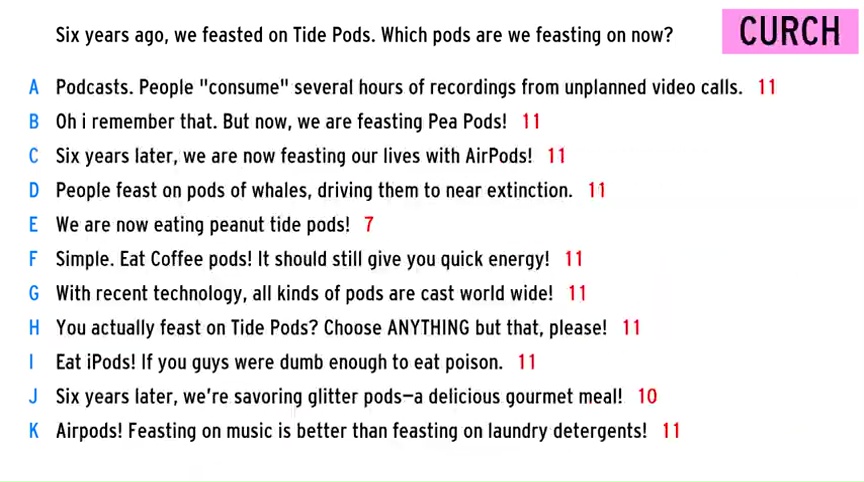 Six years ago, we feasted on Tide Pods. Which pods are we feasting on now?
CURCH
A Podcasts. People "consume" several hours of recordings from unplanned video calls. 11
B Oh i remember that. But now, we are feasting Pea Pods! 11
C Six years later, we are now feasting our lives with AirPods! 11
D People feast on pods of whales, driving them to near extinction. 11
E We are now eating peanut tide pods! 7
F Simple. Eat Coffee pods! It should still give you quick energy! 11
G With recent technology, all kinds of pods are cast world wide! 11
H You actually feast on Tide Pods? Choose ANYTHING but that, please! 11
I Eat iPods! If you guys were dumb enough to eat poison. 11
J Six years later, we're savoring glitter pods—a delicious gourmet meal! 10
K Airpods! Feasting on music is better than feasting on laundry detergents! 11